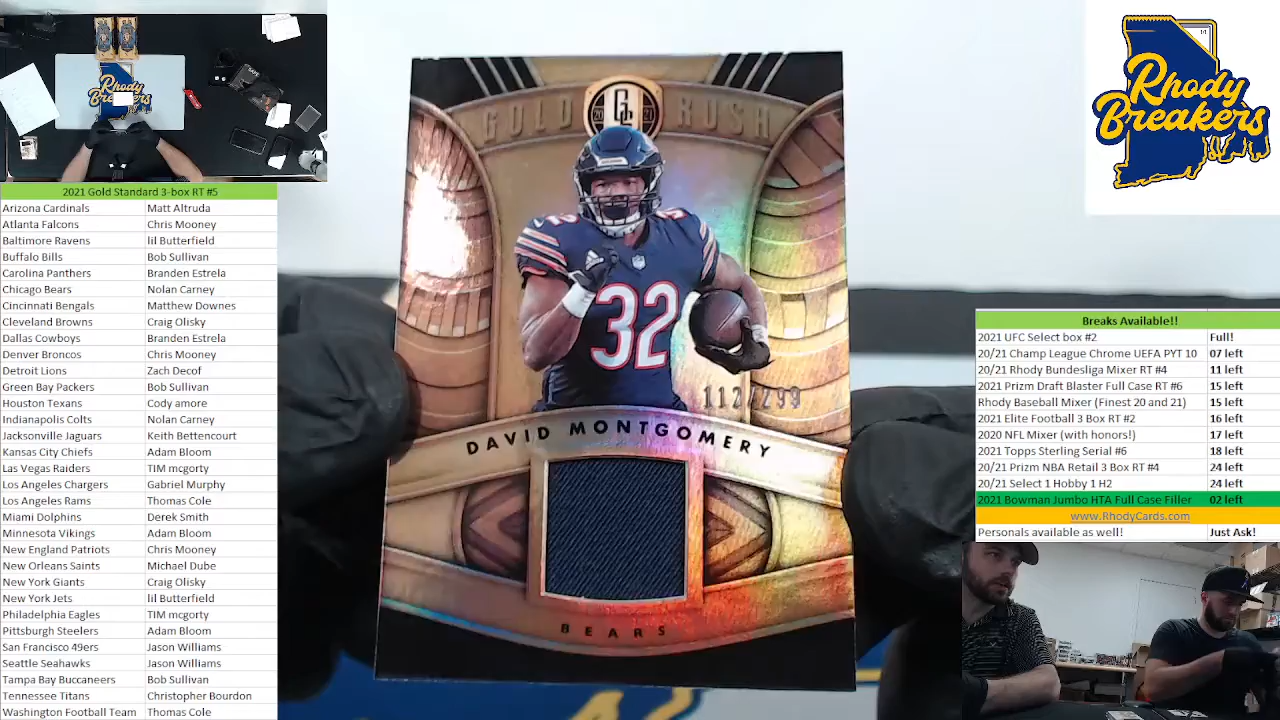 2021 Gold Standard 3-box RT #5
Arizona Cardinals Matt Altruda
Atlanta Falcons Chris Mooney
Baltimore Ravens lil Butterfield
Buffalo Bills Bob Sullivan
Carolina Panthers Branden Estrela
Chicago Bears Nolan Carney
Cincinnati Bengals Matthew Downes
Cleveland Browns Craig Olisky
Dallas Cowboys Branden Estrela
Denver Broncos Chris Mooney
Detroit Lions Zach Decof
Green Bay Packers Bob Sullivan
Houston Texans Cody amore
Indianapolis Colts Nolan Carney
Jacksonville Jaguars Keith Bettencourt
Kansas City Chiefs Adam Bloom
Las Vegas Raiders TIM mcgorty
Los Angeles Chargers Gabriel Murphy
Los Angeles Rams Thomas Cole
Miami Dolphins Derek Smith
Minnesota Vikings Adam Bloom
New England Patriots Chris Mooney
New Orleans Saints Michael Dube
New York Giants Craig Olisky
New York Jets lil Butterfield
Philadelphia Eagles TIM mcgorty
Pittsburgh Steelers Adam Bloom
San Francisco 49ers Jason Williams
Seattle Seahawks Jason Williams
Tampa Bay Buccaneers Bob Sullivan
Tennessee Titans Christopher Bourdon
Washington Football Team Thomas Cole
Rhody
Breakers
GOLD RUSH
20 21
32
32
112/299
DAVID MONTGOMERY
BEARS
Rhody
Breakers
Breaks Available!!
2021 UFC Select box #2 Full!
20/21 Champ League Chrome UEFA PYT 10 07 left
20/21 Rhody Bundesliga Mixer RT #4 11 left
2021 Prizm Draft Blaster Full Case RT #6 15 left
Rhody Baseball Mixer (Finest 20 and 21) 15 left
2021 Elite Football 3 Box RT #2 16 left
2020 NFL Mixer (with honors!) 17 left
2021 Topps Sterling Serial #6 18 left
20/21 Prizm NBA Retail 3 Box RT #4 24 left
20/21 Select 1 Hobby 1 H2 24 left
2021 Bowman Jumbo HTA Full Case Filler 02 left
www.RhodyCards.com
Personals available as well! Just Ask!